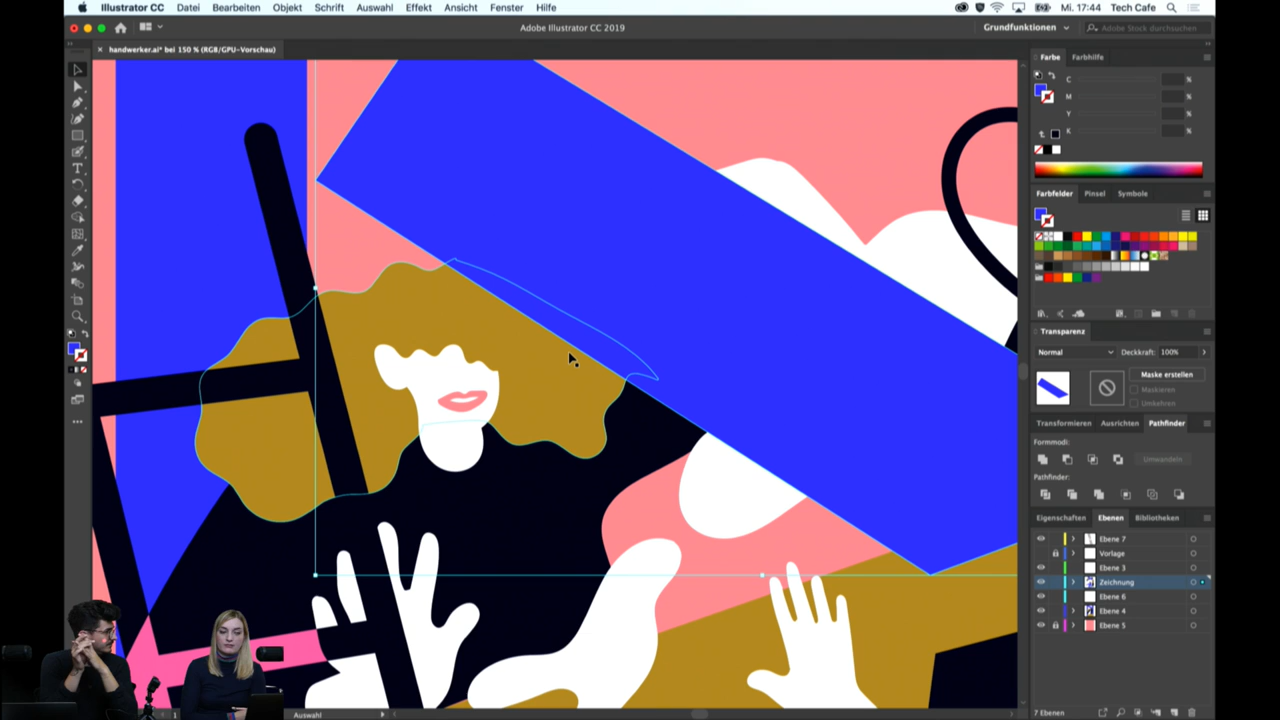 Illustrator CC Datei Bearbeiten Objekt Schrift Auswahl Effekt Ansicht Fenster Hilfe Mi. 17:44 Tech Cafe
Adobe Illustrator CC 2019 Grundfunktionen Adobe Stock durchsuchen
× handwerker.ai* bei 150 % (RGB/GPU-Vorschau)
Farbe Farbhilfe
C %
M %
Y %
K %
Farbfelder Pinsel Symbole
Transparenz
Normal Deckkraft: 100%
Maske erstellen
Maskieren
Umkehren
Transformieren Ausrichten Pathfinder
Formmodi:
Umwandeln
Pathfinder:
Eigenschaften Ebenen Bibliotheken
Ebene 7
Vorlage
Ebene 3
Zeichnung
Ebene 6
Ebene 4
Ebene 5
1 Auswahl 7 Ebenen